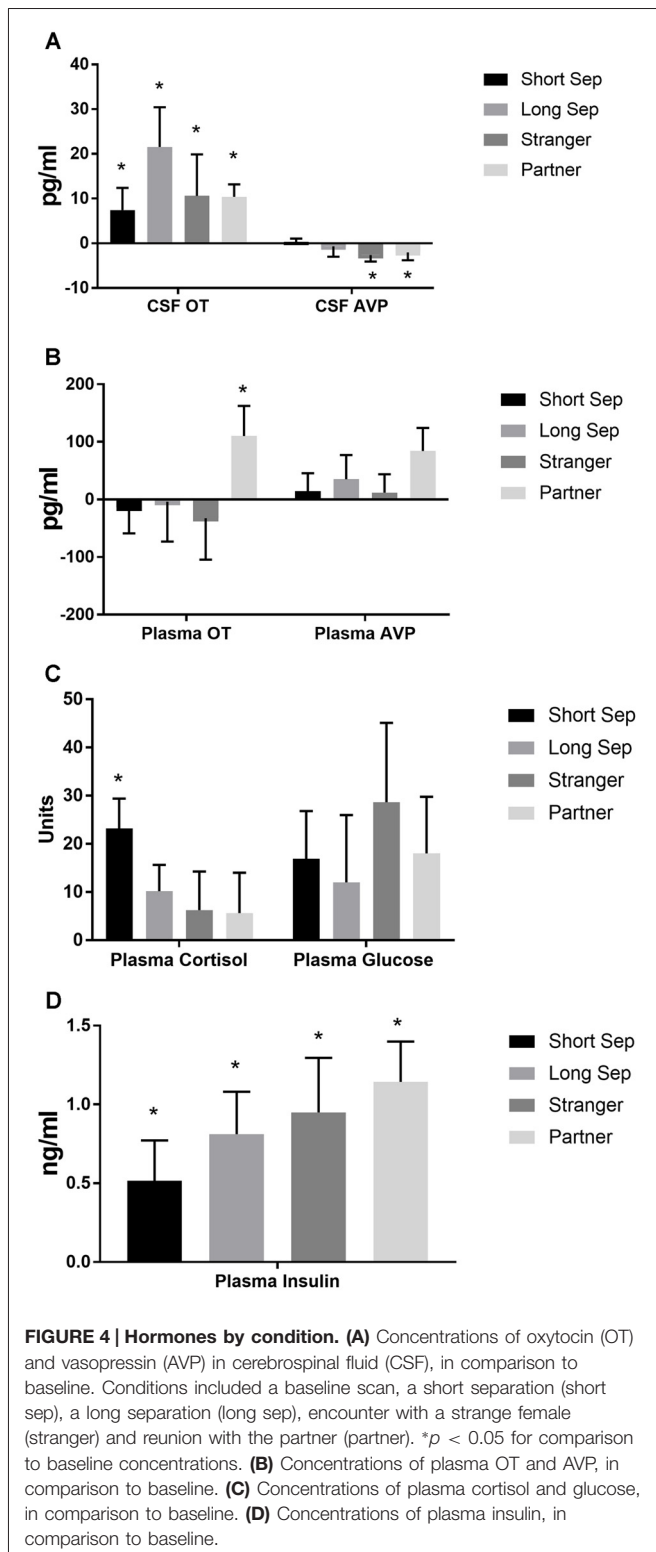 A
40
30
20
10
0
-10
pg/ml
*
*
*
*
*
*
CSF OT
CSF AVP
Short Sep
Long Sep
Stranger
Partner
B
200
100
0
-100
-200
pg/ml
*
Plasma OT
Plasma AVP
Short Sep
Long Sep
Stranger
Partner
C
50
40
30
20
10
0
Units
*
Plasma Cortisol
Plasma Glucose
Short Sep
Long Sep
Stranger
Partner
D
1.5
1.0
0.5
0.0
ng/ml
*
*
*
*
Plasma Insulin
Short Sep
Long Sep
Stranger
Partner
FIGURE 4 | Hormones by condition. (A) Concentrations of oxytocin (OT)
and vasopressin (AVP) in cerebrospinal fluid (CSF), in comparison to
baseline. Conditions included a baseline scan, a short separation (short
sep), a long separation (long sep), encounter with a strange female
(stranger) and reunion with the partner (partner). *p < 0.05 for comparison
to baseline concentrations. (B) Concentrations of plasma OT and AVP, in
comparison to baseline. (C) Concentrations of plasma cortisol and glucose,
in comparison to baseline. (D) Concentrations of plasma insulin, in
comparison to baseline.